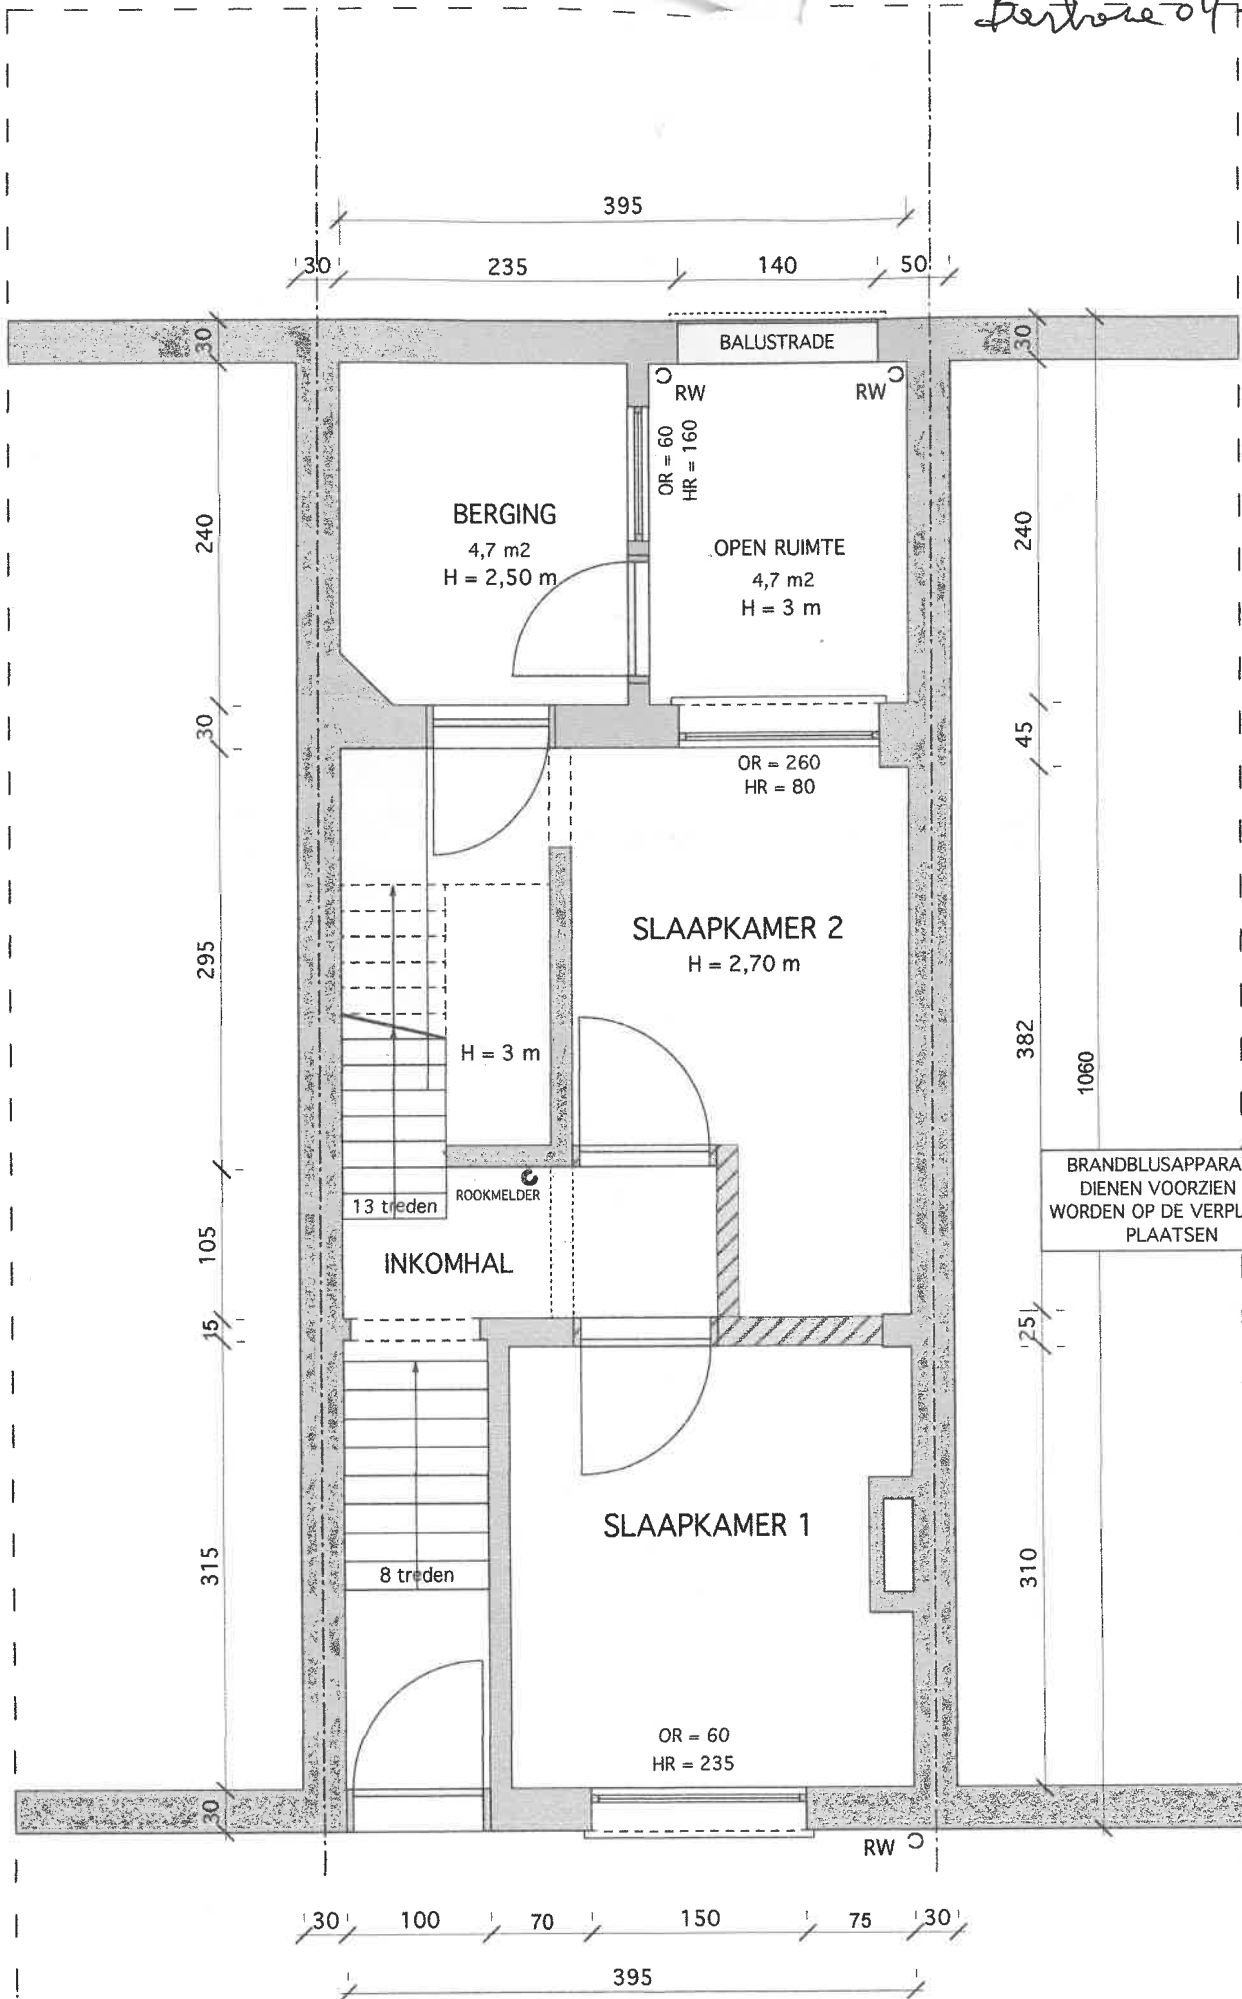 395
30 235 140 50
30
BALUSTRADE
30
RW RW
OR = 60
HR = 160
BERGING
4,7 m2
H = 2,50 m
OPEN RUIMTE
4,7 m2
H = 3 m
240
240
30
45
OR = 260
HR = 80
SLAAPKAMER 2
H = 2,70 m
295
H = 3 m
382
1060
BRANDBLUSAPPARA
DIENEN VOORZIEN
WORDEN OP DE VERPL
PLAATSEN
ROOKMELDER
13 treden
105
INKOMHAL
15
25
SLAAPKAMER 1
8 treden
315
310
OR = 60
HR = 235
30
RW
30 100 70 150 75 30
395